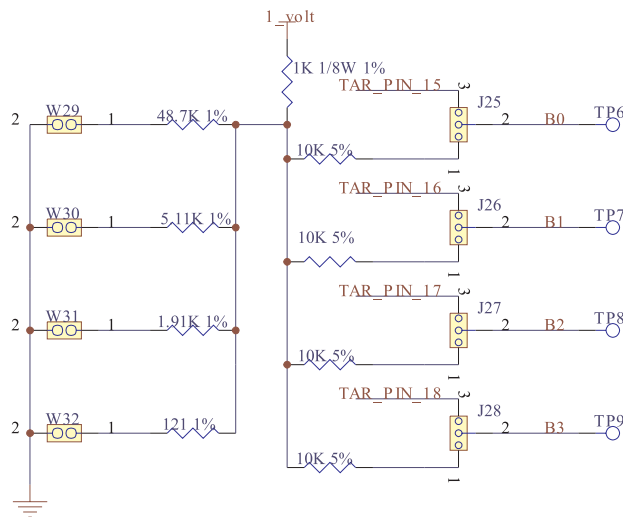 1_volt
1K 1/8W 1%
TAR_PIN_15
3
J25
TP6
W29
2
1
48.7K 1%
2
B0
10K 5%
1
TAR_PIN_16
3
J26
TP7
W30
2
1
5.11K 1%
2
B1
10K 5%
1
TAR_PIN_17
3
J27
TP8
W31
2
1
1.91K 1%
2
B2
10K 5%
1
TAR_PIN_18
3
J28
TP9
W32
2
1
121 1%
2
B3
10K 5%
1